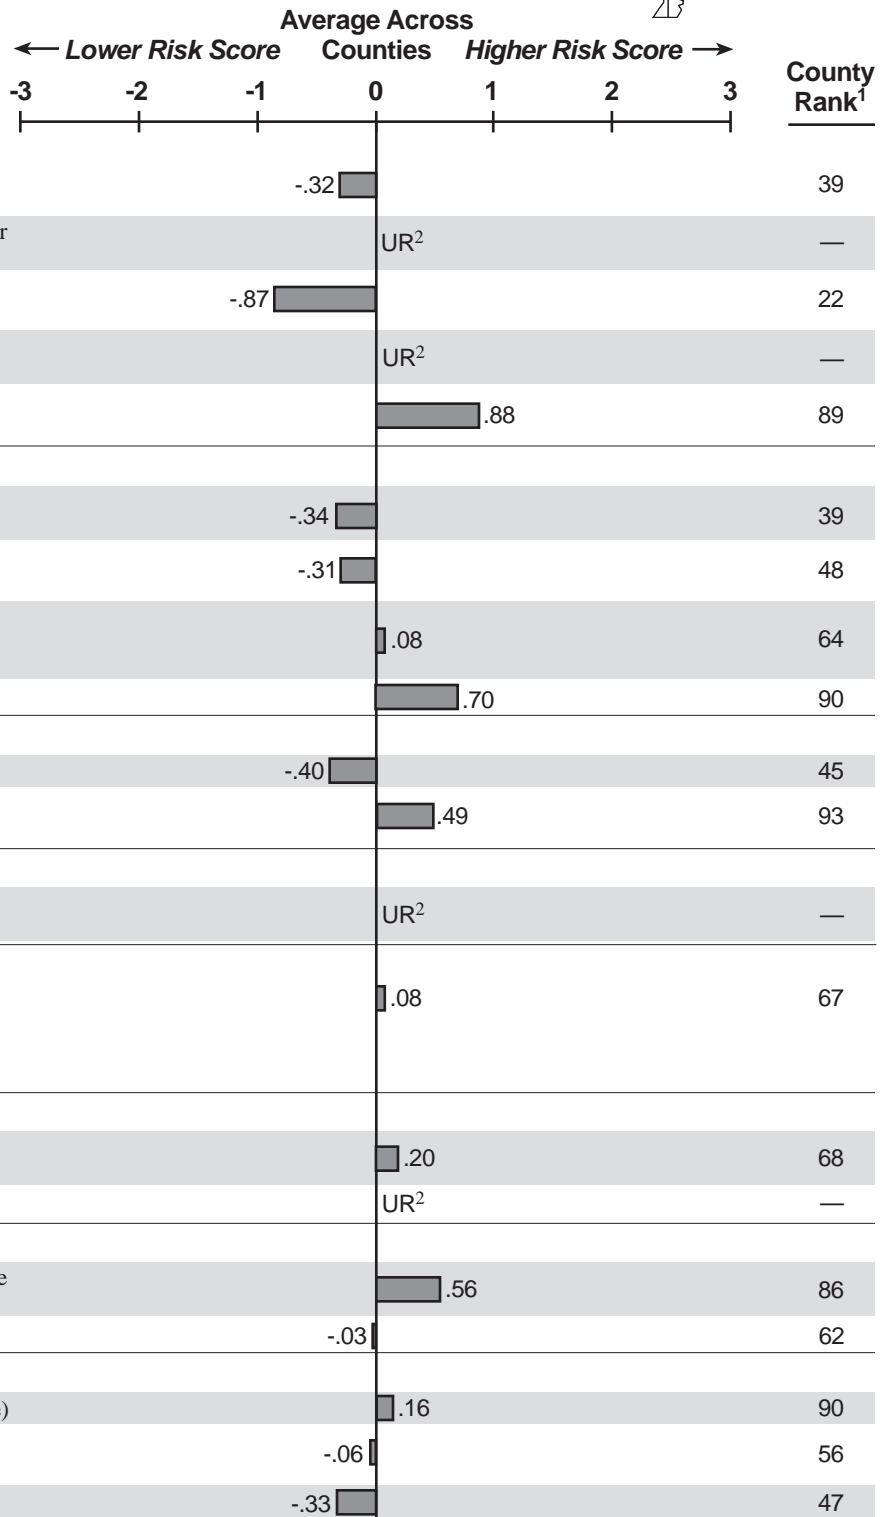 Average Across
← Lower Risk Score Counties Higher Risk Score →
County
Rank¹
-3 -2 -1 0 1 2 3
-.32 39
r UR² —
-.87 22
UR² —
.88 89
-.34 39
-.31 48
.08 64
.70 90
-.40 45
.49 93
UR² —
.08 67
.20 68
UR² —
e .56 86
-.03 62
) .16 90
-.06 56
-.33 47